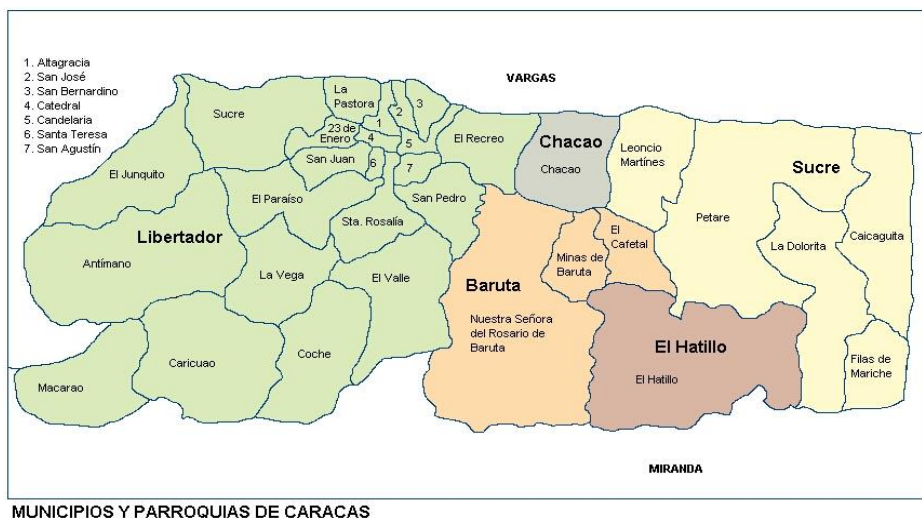 VARGAS
1. Altagracia
2. San José
3. San Bernardino
4. Catedral
5. Candelaria
6. Santa Teresa
7. San Agustín
Sucre
La
Pastora
1
2
3
23 de
Enero
4
5
El Recreo
Chacao
Chacao
Leoncio
Martínes
Sucre
El Junquito
San Juan
6
7
El Paraíso
San Pedro
Petare
Libertador
Sta. Rosalía
El
Cafetal
La Dolorita
Caicaguita
Antímano
La Vega
El Valle
Minas de
Baruta
Baruta
Nuestra Señora
del Rosario de
Baruta
El Hatillo
El Hatillo
Macarao
Caricuao
Coche
Filas de
Mariche
MIRANDA
MUNICIPIOS Y PARROQUIAS DE CARACAS